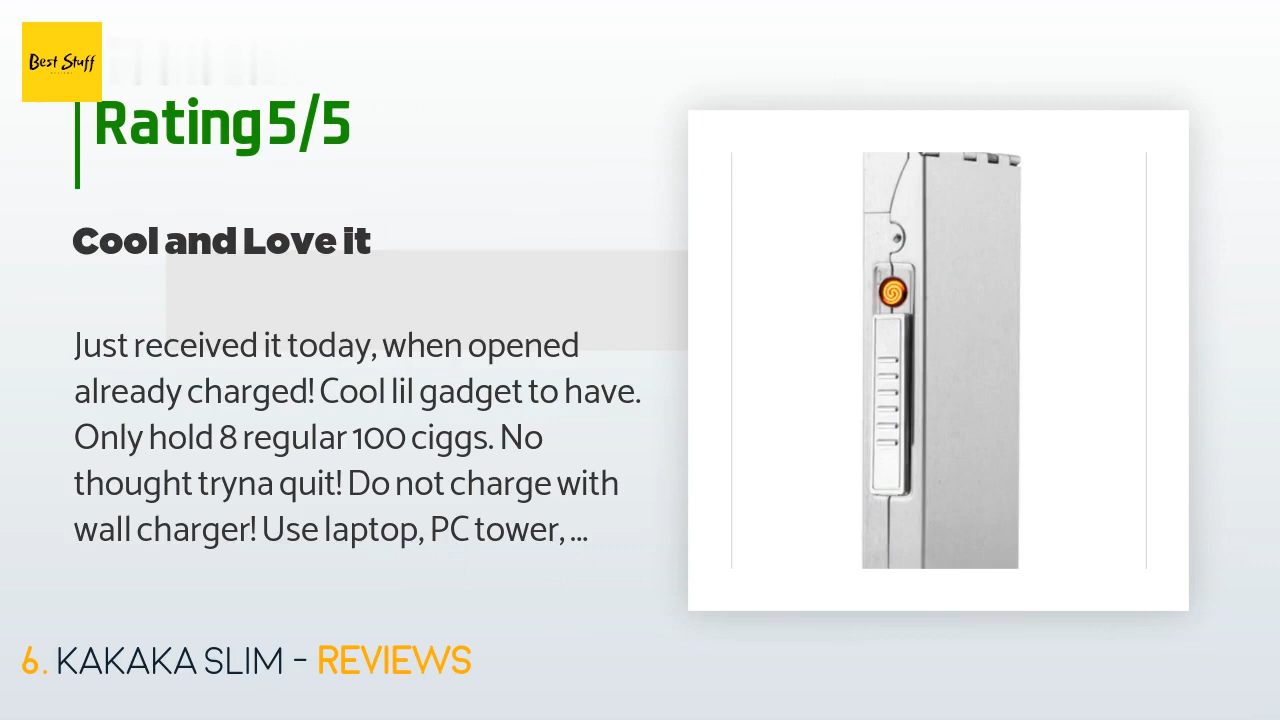 Best Stuff
Rating 5/5
Cool and Love it
Just received it today, when opened
already charged! Cool lil gadget to have.
Only hold 8 regular 100 ciggs. No
thought tryna quit! Do not charge with
wall charger! Use laptop, PC tower, ...
6. KAKAKA SLIM - REVIEWS